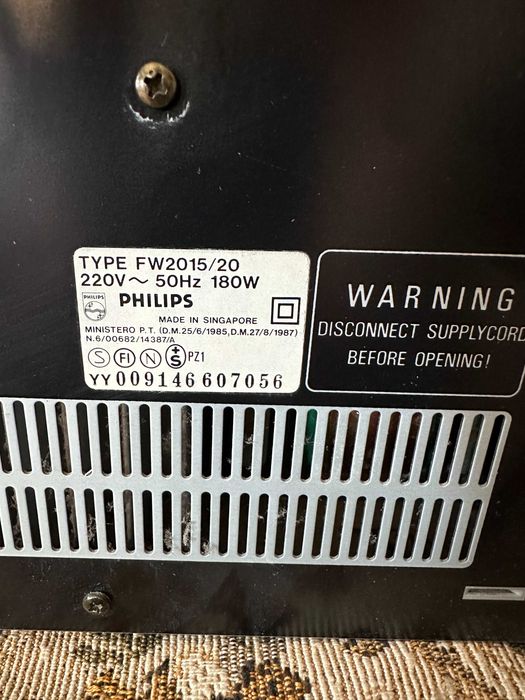 TYPE FW2015/20
220V~ 50Hz 180W
PHILIPS
PHILIPS
MADE IN SINGAPORE
MINISTERO P.T. (D.M.25/6/1985,D.M.27/8/1987)
N.6/00682/14387/A
S FI N +S PZ1
YY009146607056
WARNING
DISCONNECT SUPPLYCORD
BEFORE OPENING!